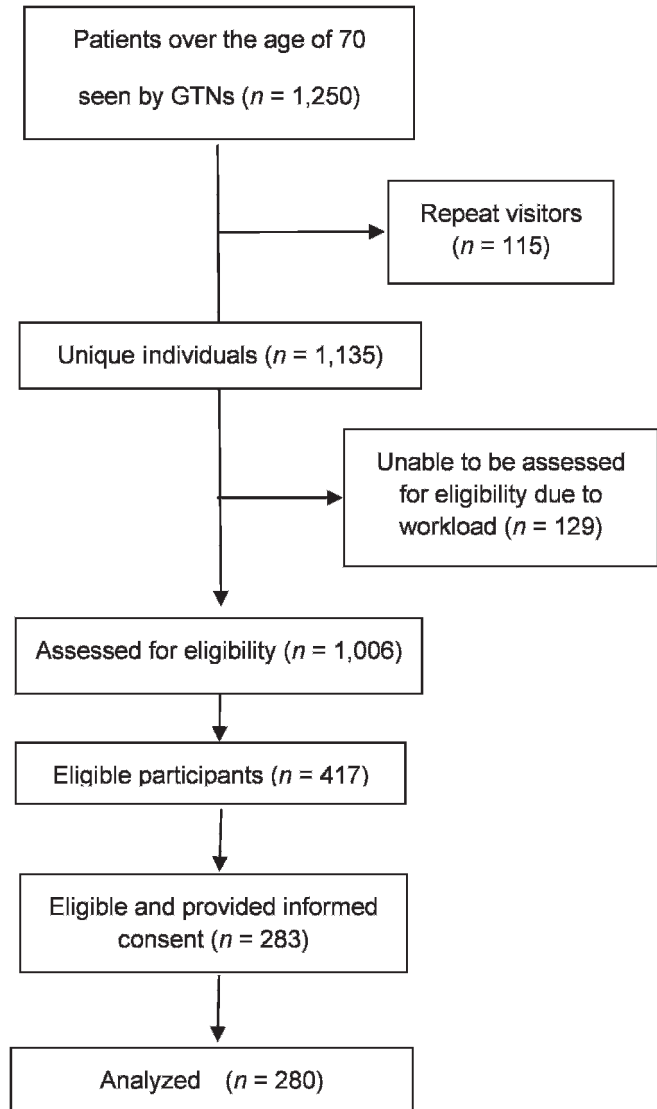 Patients over the age of 70
seen by GTNs (n = 1,250)
Repeat visitors
(n = 115)
Unique individuals (n = 1,135)
Unable to be assessed
for eligibility due to
workload (n = 129)
Assessed for eligibility (n = 1,006)
Eligible participants (n = 417)
Eligible and provided informed
consent (n = 283)
Analyzed (n = 280)